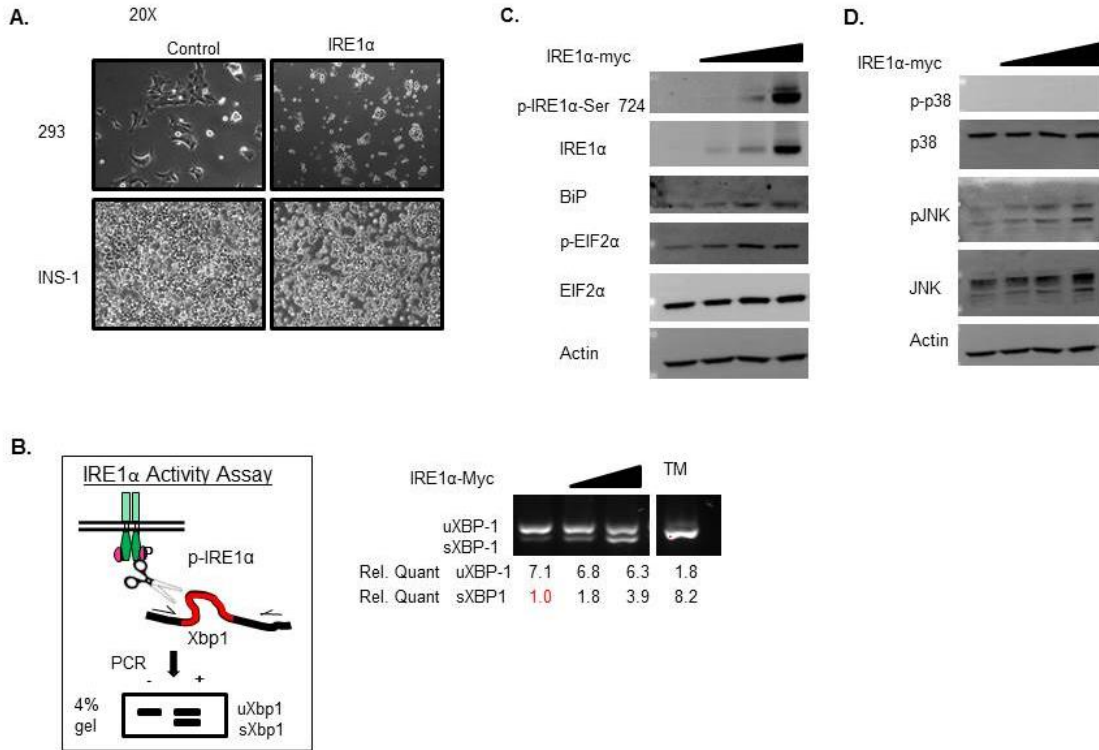 A.
20X
Control
IRE1α
293
INS-1
C.
IRE1α-myc
p-IRE1α-Ser 724
IRE1α
BiP
p-EIF2α
EIF2α
Actin
D.
IRE1α-myc
p-p38
p38
pJNK
JNK
Actin
B.
IRE1α Activity Assay
p
p-IRE1α
Xbp1
PCR
- +
4%
gel
uXbp1
sXbp1
IRE1α-Myc
TM
uXBP-1
sXBP-1
Rel. Quant uXBP-1 7.1 6.8 6.3 1.8
Rel. Quant sXBP1 1.0 1.8 3.9 8.2